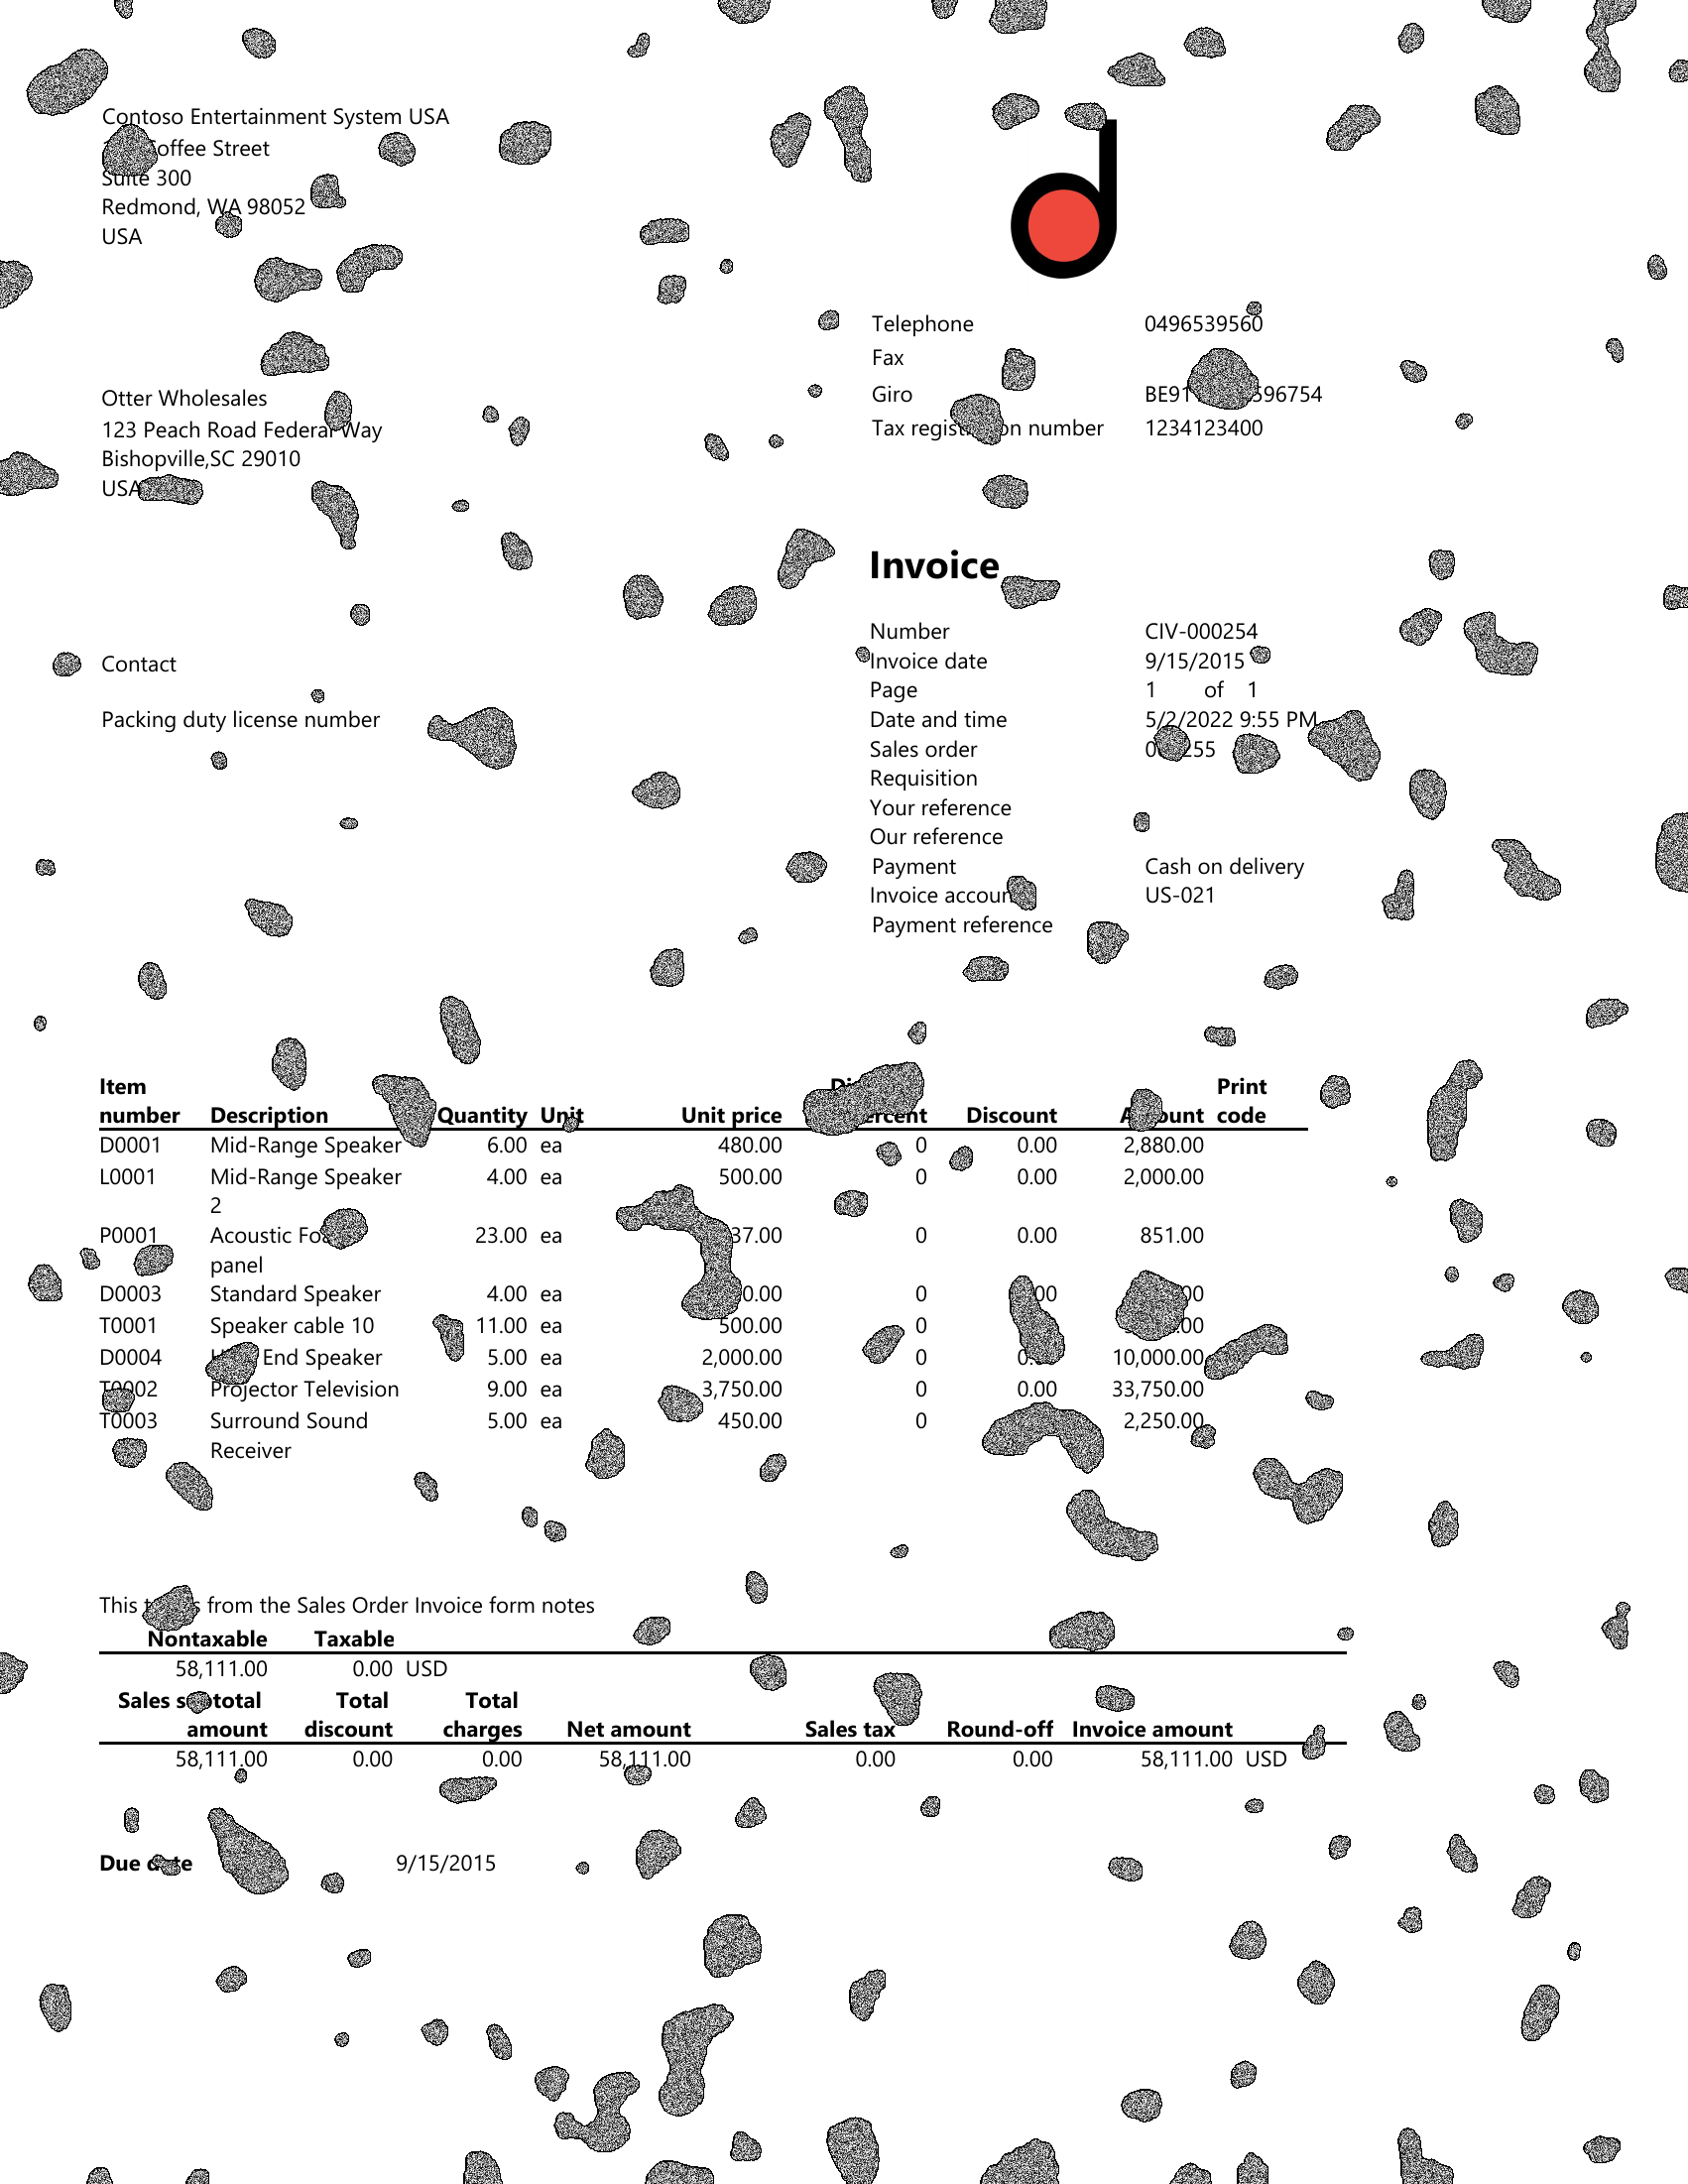 Contoso Entertainment System USA
Street
Suite 300
Redmond, WA 98052
USA
Telephone 0496539560
Fax
Giro
Tax registration number 1234123400
Otter Wholesales
123 Peach Road Federal Way
Bishopville,SC 29010
USA
Invoice
Number CIV-000254
Invoice date 9/15/2015
Page 1 of 1
Date and time 5/2/2022 9:55 PM
Sales order
Requisition
Your reference
Our reference
Payment Cash on delivery
Invoice account US-021
Payment reference
Contact
Packing duty license number
Item Print
number Description Quantity Unit Unit price percent Discount Amount code
D0001 Mid-Range Speaker 6.00 ea 480.00 0 0.00 2,880.00
L0001 Mid-Range Speaker 4.00 ea 500.00 0 0.00 2,000.00
2
P0001 Acoustic 23.00 ea 37.00 0 0.00 851.00
panel
D0003 Standard Speaker 4.00 ea 0
T0001 Speaker cable 10 11.00 ea 500.00 0
D0004 End Speaker 5.00 ea 2,000.00 0 10,000.00
T0002 Projector Television 9.00 ea 3,750.00 0 0.00 33,750.00
T0003 Surround Sound 5.00 ea 450.00 0 2,250.00
Receiver
This from the Sales Order Invoice form notes
Nontaxable Taxable
58,111.00 0.00 USD
Sales subtotal Total Total
amount discount charges Net amount Sales tax Round-off Invoice amount
58,111.00 0.00 0.00 58,111.00 0.00 0.00 58,111.00 USD
Due date 9/15/2015